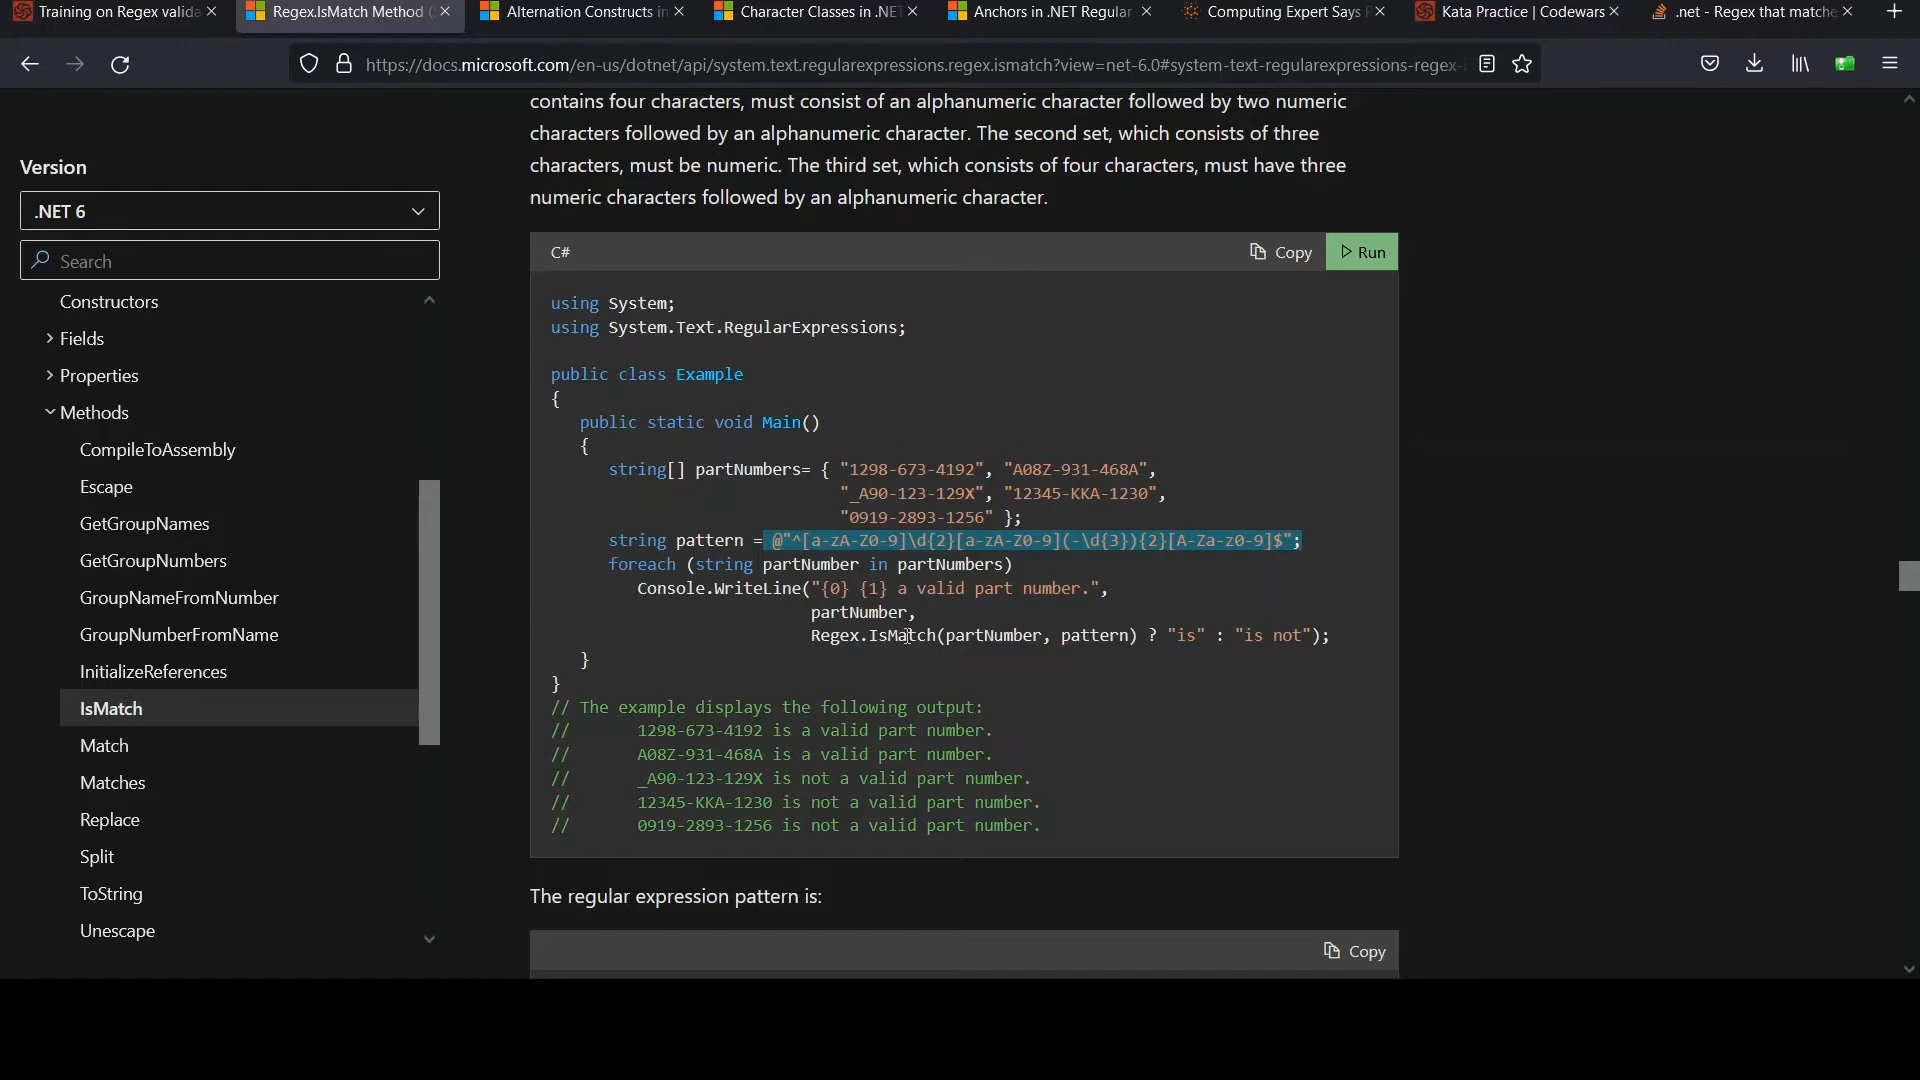 Training on Regex valida
Regex.IsMatch Method (
Alternation Constructs in
Character Classes in .NET
Anchors in .NET Regular
Computing Expert Says P
Kata Practice | Codewars
.net - Regex that matche
https://docs.microsoft.com/en-us/dotnet/api/system.text.regularexpressions.regex.ismatch?view=net-6.0#system-text-regularexpressions-regex-i
contains four characters, must consist of an alphanumeric character followed by two numeric
characters followed by an alphanumeric character. The second set, which consists of three
characters, must be numeric. The third set, which consists of four characters, must have three
numeric characters followed by an alphanumeric character.
Version
.NET 6
Search
Constructors
Fields
Properties
Methods
CompileToAssembly
Escape
GetGroupNames
GetGroupNumbers
GroupNameFromNumber
GroupNumberFromName
InitializeReferences
IsMatch
Match
Matches
Replace
Split
ToString
Unescape
C#
Copy
Run
using System;
using System.Text.RegularExpressions;
public class Example
{
public static void Main()
{
string[] partNumbers= { "1298-673-4192", "A08Z-931-468A",
"_A90-123-129X", "12345-KKA-1230",
"0919-2893-1256" };
string pattern = @"^[a-zA-Z0-9]\d{2}[a-zA-Z0-9](-\d{3}){2}[A-Za-z0-9]$";
foreach (string partNumber in partNumbers)
Console.WriteLine("{0} {1} a valid part number.",
partNumber,
Regex.IsMatch(partNumber, pattern) ? "is" : "is not");
}
}
// The example displays the following output:
// 1298-673-4192 is a valid part number.
// A08Z-931-468A is a valid part number.
// _A90-123-129X is not a valid part number.
// 12345-KKA-1230 is not a valid part number.
// 0919-2893-1256 is not a valid part number.
The regular expression pattern is:
Copy